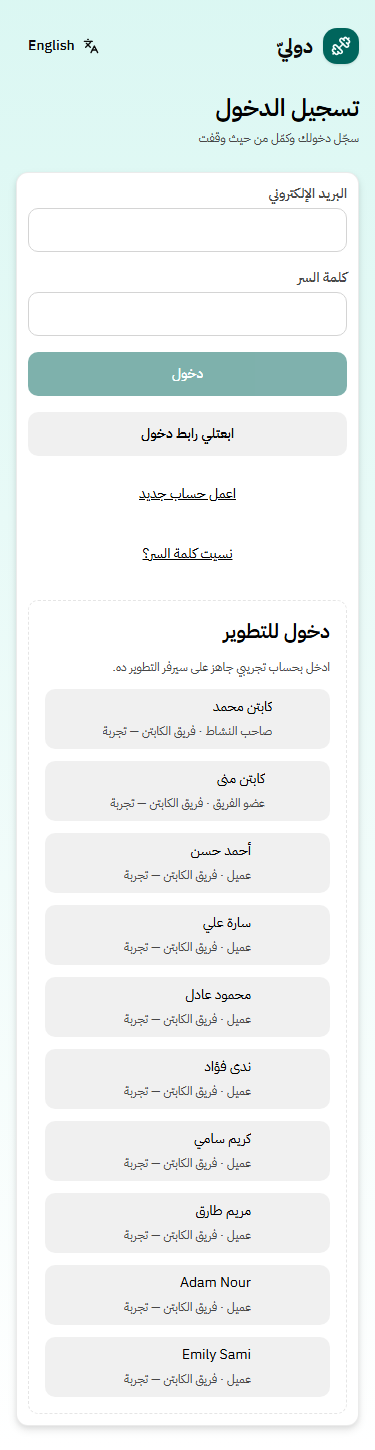 دوليّ
English
تسجيل الدخول
سجّل دخولك وكمّل من حيث وقفت
البريد الإلكتروني
كلمة السر
دخول
ابعتلي رابط دخول
اعمل حساب جديد
نسيت كلمة السر؟
دخول للتطوير
ادخل بحساب تجريبي جاهز على سيرفر التطوير ده.
كابتن محمد
صاحب النشاط · فريق الكابتن — تجربة
كابتن منى
عضو الفريق · فريق الكابتن — تجربة
أحمد حسن
عميل · فريق الكابتن — تجربة
سارة علي
عميل · فريق الكابتن — تجربة
محمود عادل
عميل · فريق الكابتن — تجربة
ندى فؤاد
عميل · فريق الكابتن — تجربة
كريم سامي
عميل · فريق الكابتن — تجربة
مريم طارق
عميل · فريق الكابتن — تجربة
Adam Nour
عميل · فريق الكابتن — تجربة
Emily Sami
عميل · فريق الكابتن — تجربة